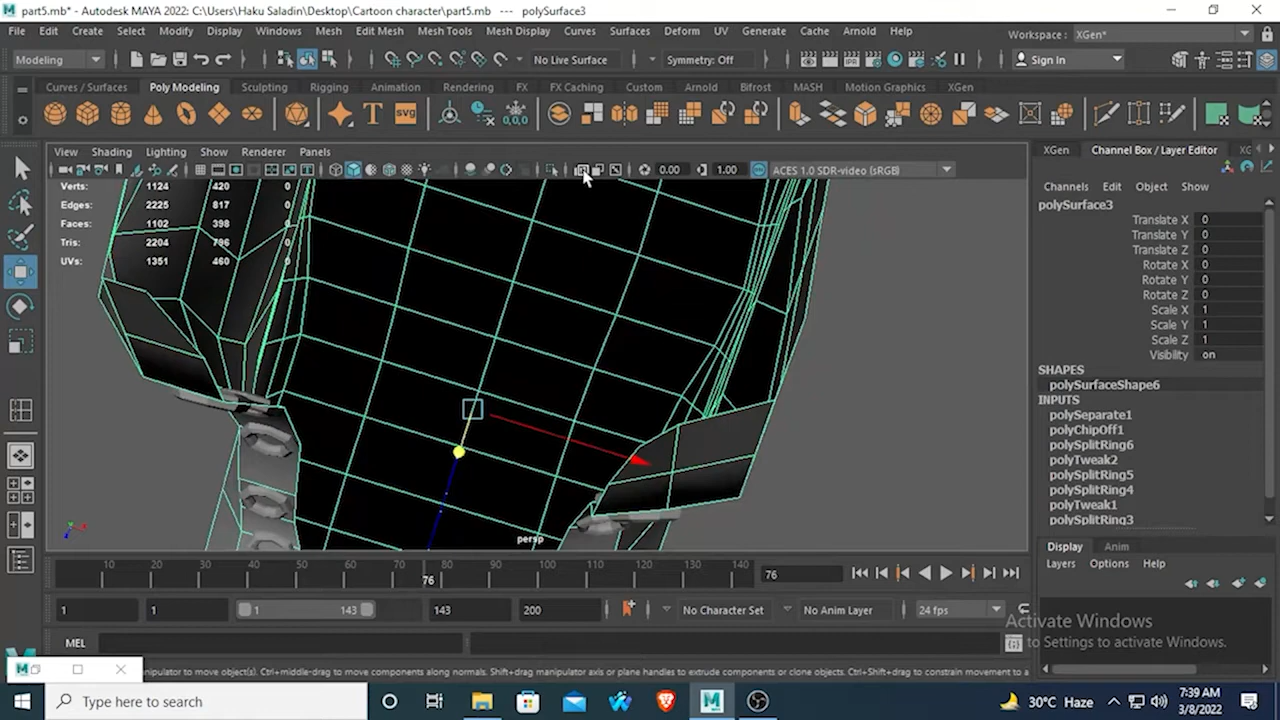 part5.mb* - Autodesk MAYA 2022: C:\Users\Haku Saladin\Desktop\Cartoon character\part5.mb --- polySurface3
File Edit Create Select Modify Display Windows Mesh Edit Mesh Mesh Tools Mesh Display Curves Surfaces Deform UV Generate Cache Arnold Help Workspace : XGen*
Modeling No Live Surface Symmetry: Off Sign In
Curves / Surfaces Poly Modeling Sculpting Rigging Animation Rendering FX FX Caching Custom Arnold Bifrost MASH Motion Graphics XGen
T svg 0,0,0
View Shading Lighting Show Renderer Panels XGen Channel Box / Layer Editor XG
0.00 1.00 ACES 1.0 SDR-video (sRGB)
Channels Edit Object Show
Verts: 1124 420 0
Edges: 2225 817 0
Faces: 1102 398 0
Tris: 2204 796 0
UVs: 1351 460 0
polySurface3
Translate X 0
Translate Y 0
Translate Z 0
Rotate X 0
Rotate Y 0
Rotate Z 0
Scale X 1
Scale Y 1
Scale Z 1
Visibility on
SHAPES
polySurfaceShape6
INPUTS
polySeparate1
polyChipOff1
polySplitRing6
polyTweak2
polySplitRing5
polySplitRing4
polyTweak1
polySplitRing3
persp
Display Anim
Layers Options Help
10 20 30 40 50 60 70 80 90 100 110 120 130 140
76 76
1 1 1 143 143 200 No Character Set No Anim Layer 24 fps
Activate Windows
to Settings to activate Windows.
MEL
manipulator to move object(s). Ctrl+middle-drag to move components along normals. Shift+drag manipulator axis or plane handles to extrude components or clone objects. Ctrl+Shift+drag to constrain movement
Type here to search
30°C Haze
7:39 AM
3/8/2022